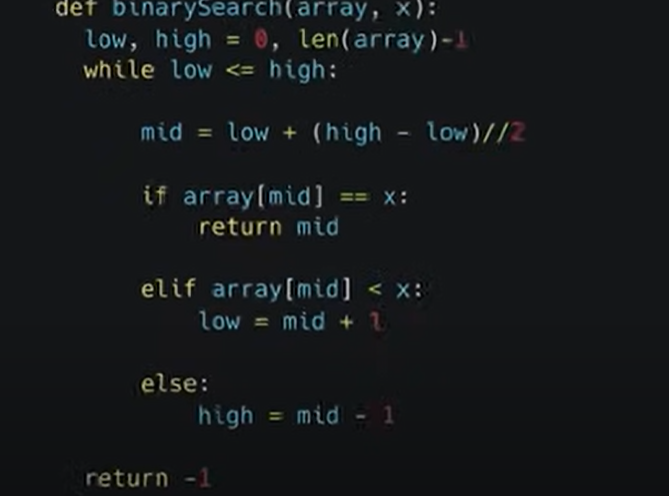 def binarySearch(array, x):
low, high = 0, len(array)-1
while low <= high:
mid = low + (high - low)//2
if array[mid] == x:
return mid
elif array[mid] < x:
low = mid + 1
else:
high = mid - 1
return -1